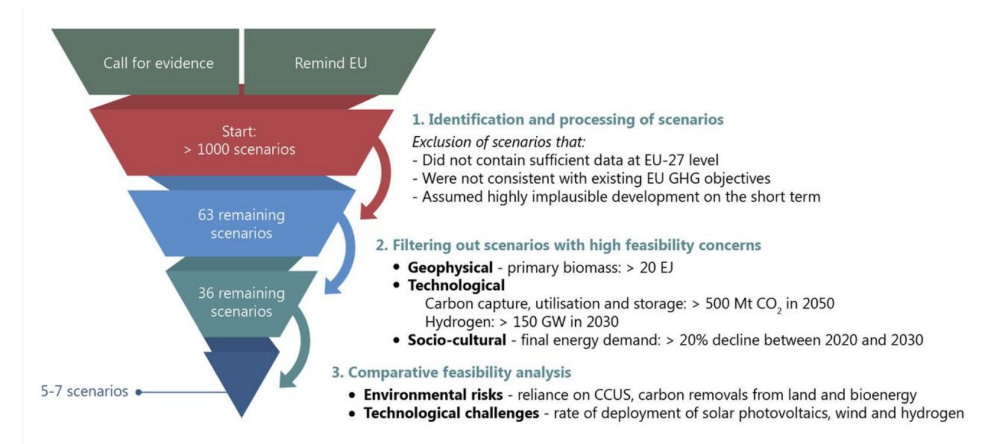 Call for evidence
Remind EU
Start:
> 1000 scenarios
1. Identification and processing of scenarios
Exclusion of scenarios that:
- Did not contain sufficient data at EU-27 level
- Were not consistent with existing EU GHG objectives
- Assumed highly implausible development on the short term
63 remaining
scenarios
2. Filtering out scenarios with high feasibility concerns
• Geophysical - primary biomass: > 20 EJ
• Technological
Carbon capture, utilisation and storage: > 500 Mt CO₂ in 2050
Hydrogen: > 150 GW in 2030
• Socio-cultural - final energy demand: > 20% decline between 2020 and 2030
36 remaining
scenarios
3. Comparative feasibility analysis
• Environmental risks - reliance on CCUS, carbon removals from land and bioenergy
• Technological challenges - rate of deployment of solar photovoltaics, wind and hydrogen
5-7 scenarios